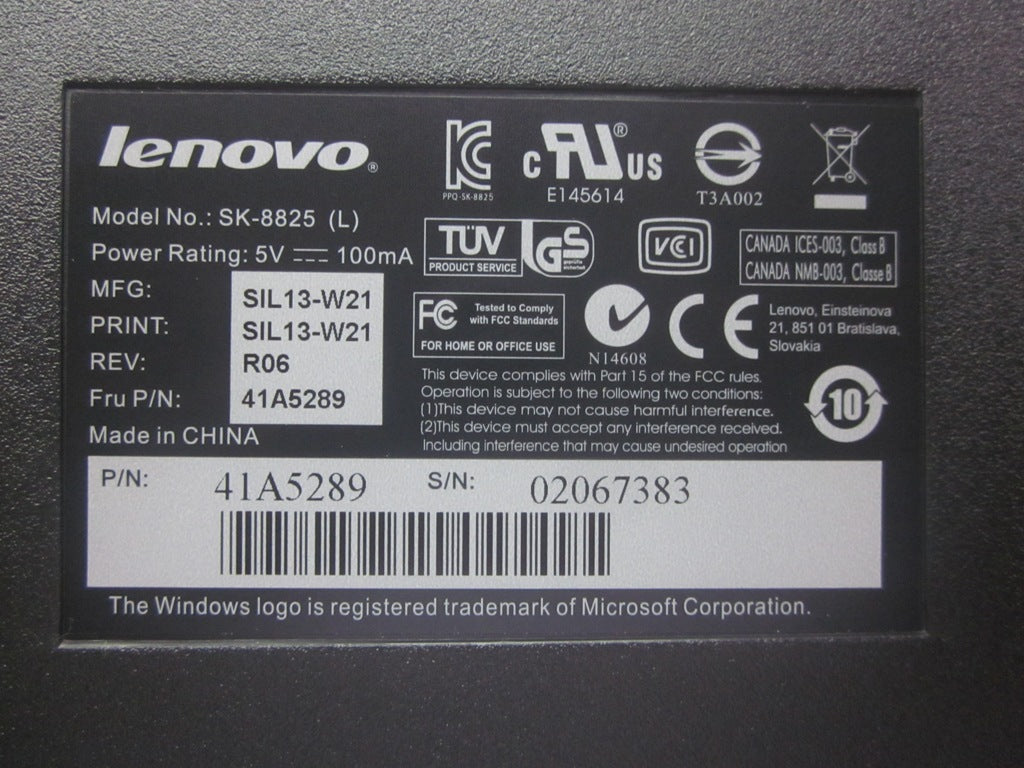 lenovo®
KC
PPQ-SK-8825
c RU® US
E145614
T3A002
Model No.: SK-8825 (L)
Power Rating: 5V ⎓ 100mA
TÜV
PRODUCT SERVICE
GS
geprüfte
sicherheit
VCCI
CANADA ICES-003, Class B
CANADA NMB-003, Classe B
MFG: SIL13-W21
PRINT: SIL13-W21
REV: R06
Fru P/N: 41A5289
Made in CHINA
FC Tested to Comply
with FCC Standards
FOR HOME OR OFFICE USE
N14608
CE
Lenovo, Einsteinova
21, 851 01 Bratislava,
Slovakia
This device complies with Part 15 of the FCC rules.
Operation is subject to the following two conditions:
(1)This device may not cause harmful interference.
(2)This device must accept any interference received.
Including interference that may cause undesired operation
10
P/N: 41A5289 S/N: 02067383
The Windows logo is registered trademark of Microsoft Corporation.